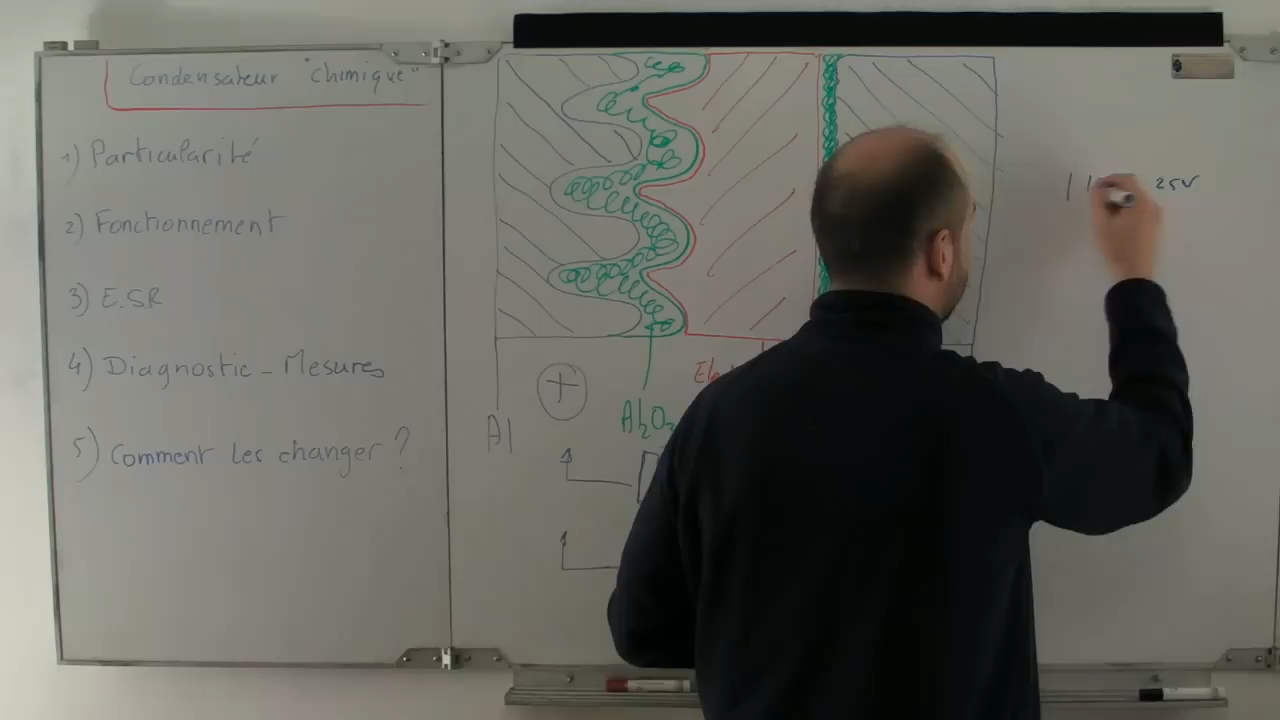 Condensateur "chimique"
1) Particularité
2) Fonctionnement
3) E.S.R
4) Diagnostic - Mesures
5) Comment les changer ?
+
Al
Al₂O₃
25V